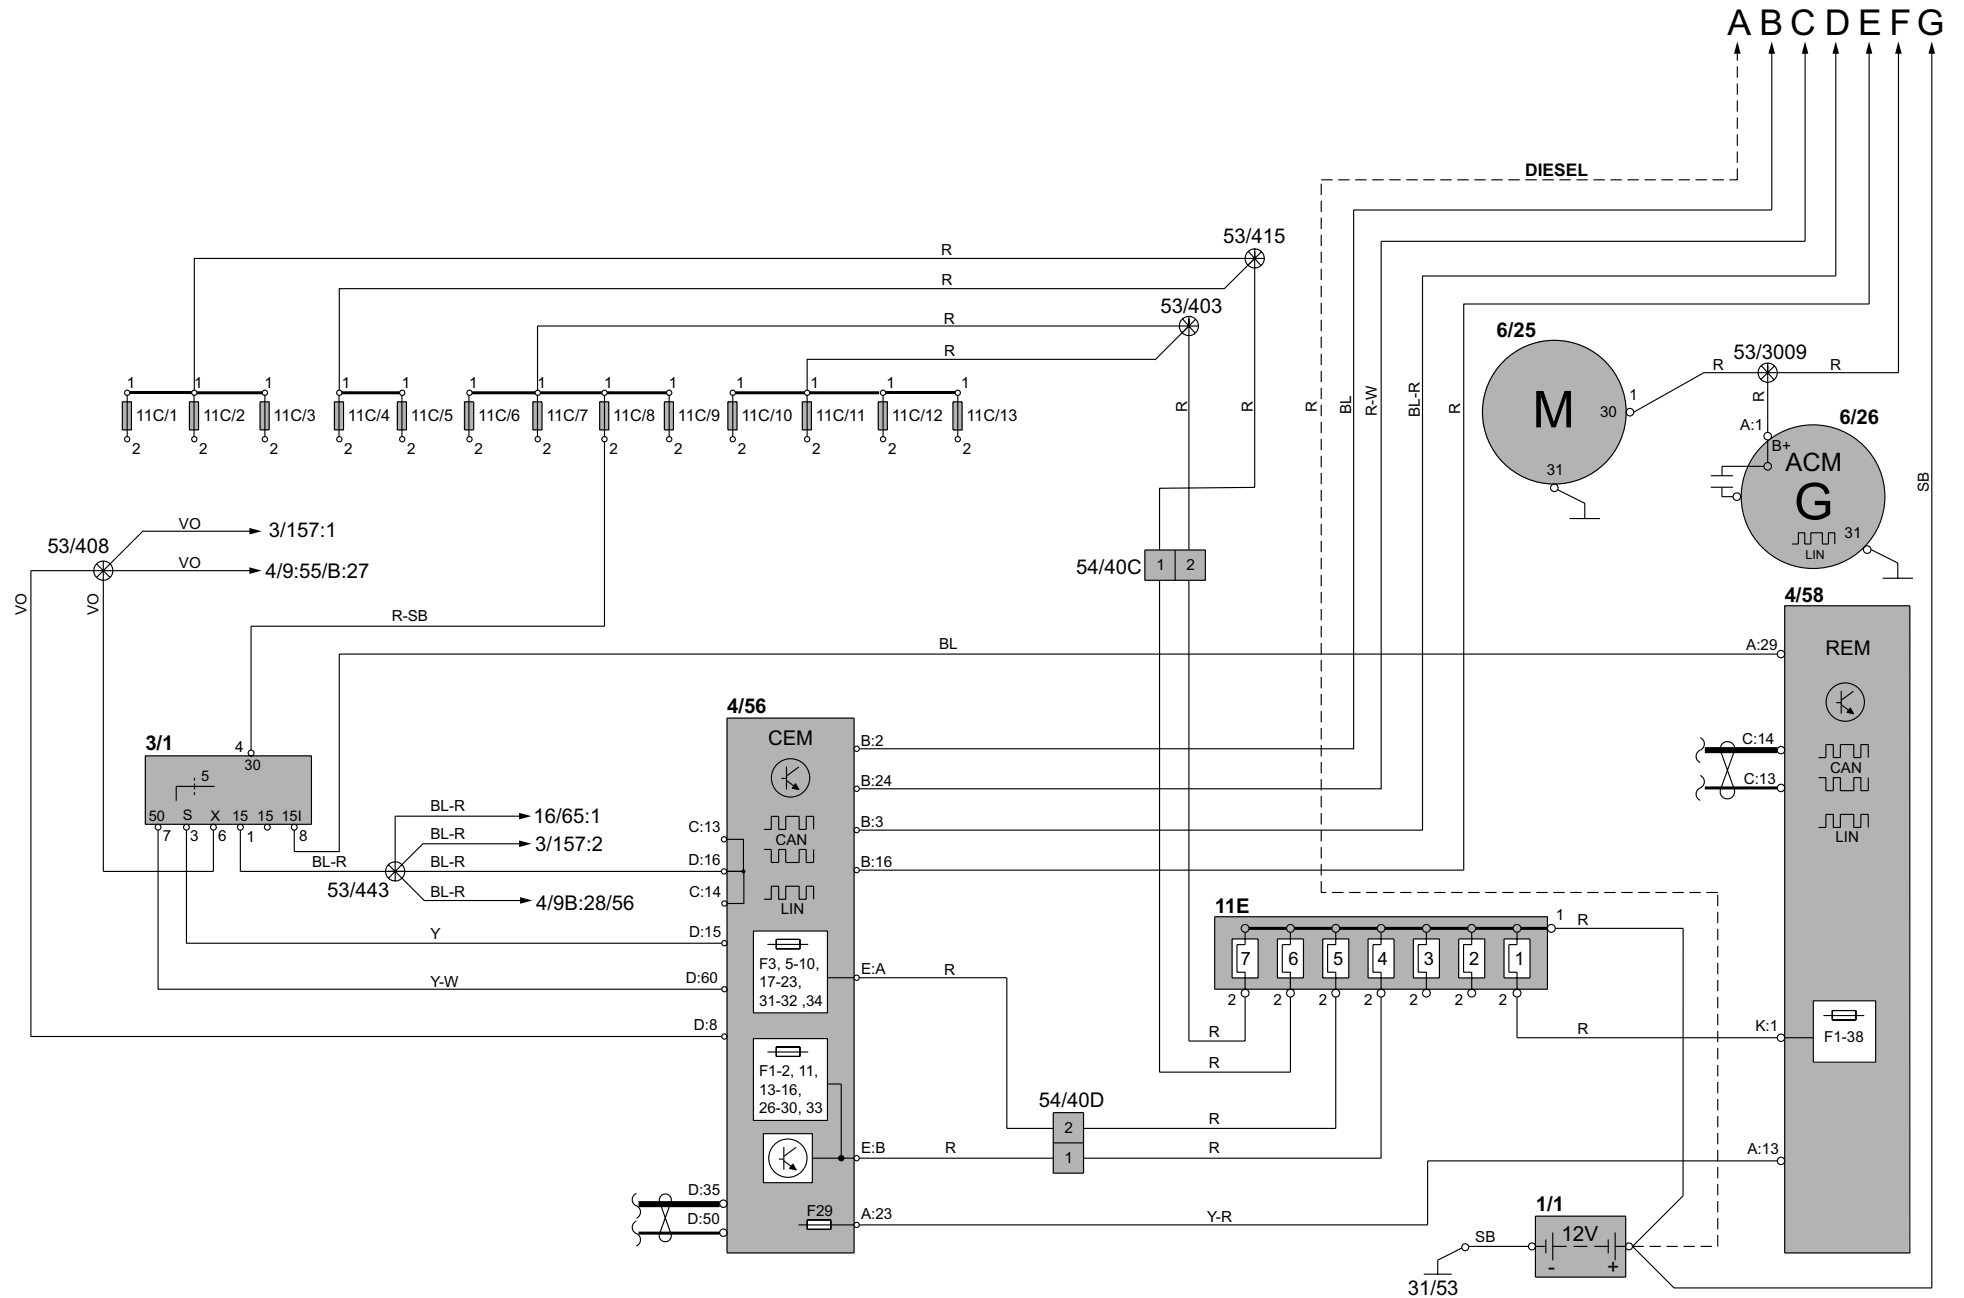 A B C D E F G
DIESEL
53/415
R
R
53/403
R
R
6/25
53/3009
R
R
R
M
1
30
31
6/26
A:1
B+
ACM
G
31
LIN
1 1 1 1 1 1 1 1 1 1 1 1 1
11C/1 11C/2 11C/3 11C/4 11C/5 11C/6 11C/7 11C/8 11C/9 11C/10 11C/11 11C/12 11C/13
2 2 2 2 2 2 2 2 2 2 2 2 2
R R R BL R-W BL-R R
SB
53/408
VO
3/157:1
VO
4/9:55/B:27
VO
VO
54/40C
1 2
R-SB
BL
4/58
A:29
REM
C:14
CAN
C:13
LIN
K:1
F1-38
A:13
3/1
4
30
5
50 S X 15 15 15I
7 3 6 1 8
BL-R
53/443
BL-R
16/65:1
BL-R
3/157:2
BL-R
BL-R
4/9B:28/56
Y
Y-W
4/56
CEM
B:2
B:24
C:13
CAN
B:3
D:16
B:16
C:14
LIN
D:15
F3, 5-10,
17-23,
31-32 ,34
E:A
R
D:60
D:8
F1-2, 11,
13-16,
26-30, 33
E:B
R
D:35
D:50
F29
A:23
Y-R
54/40D
2
1
R
R
R
R
11E
1
R
7 6 5 4 3 2 1
2 2 2 2 2 2 2
R
1/1
12V
- +
SB
31/53